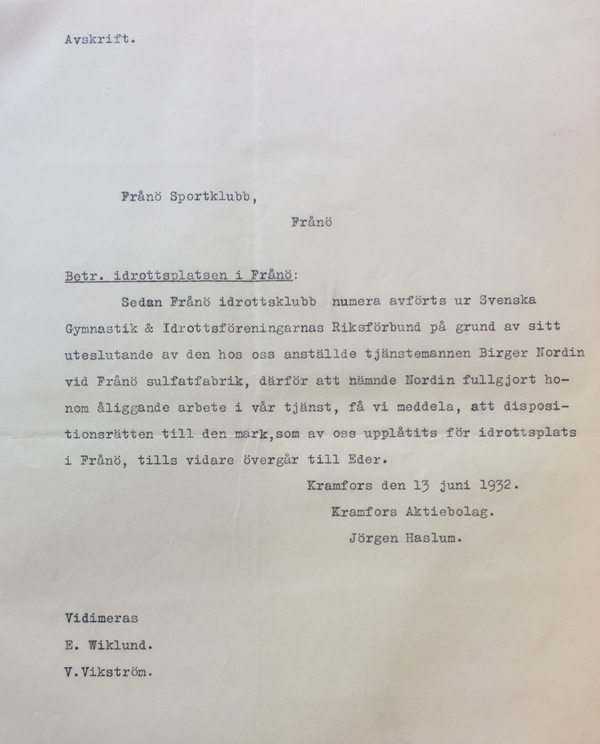 Avskrift.
Frånö Sportklubb,
Frånö
Betr. idrottsplatsen i Frånö:
Sedan Frånö idrottsklubb numera avförts ur Svenska
Gymnastik & Idrottsföreningarnas Riksförbund på grund av sitt
uteslutande av den hos oss anställde tjänstemannen Birger Nordin
vid Frånö sulfatfabrik, därför att nämnde Nordin fullgjort ho-
nom åliggande arbete i vår tjänst, få vi meddela, att disposi-
tionsrätten till den mark,som av oss upplåtits för idrottsplats
i Frånö, tills vidare övergår till Eder.
Kramfors den 13 juni 1932.
Kramfors Aktiebolag.
Jörgen Haslum.
Vidimeras
E. Wiklund.
V.Vikström.